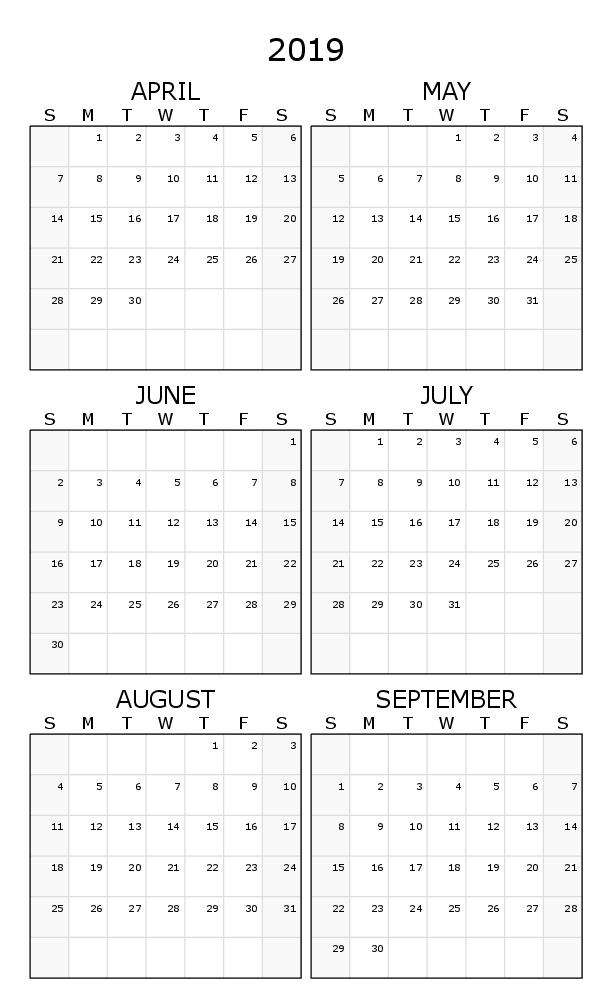 2019
APRIL
S M T W T F S
1 2 3 4 5 6
7 8 9 10 11 12 13
14 15 16 17 18 19 20
21 22 23 24 25 26 27
28 29 30
MAY
S M T W T F S
1 2 3 4
5 6 7 8 9 10 11
12 13 14 15 16 17 18
19 20 21 22 23 24 25
26 27 28 29 30 31
JUNE
S M T W T F S
1
2 3 4 5 6 7 8
9 10 11 12 13 14 15
16 17 18 19 20 21 22
23 24 25 26 27 28 29
30
JULY
S M T W T F S
1 2 3 4 5 6
7 8 9 10 11 12 13
14 15 16 17 18 19 20
21 22 23 24 25 26 27
28 29 30 31
AUGUST
S M T W T F S
1 2 3
4 5 6 7 8 9 10
11 12 13 14 15 16 17
18 19 20 21 22 23 24
25 26 27 28 29 30 31
SEPTEMBER
S M T W T F S
1 2 3 4 5 6 7
8 9 10 11 12 13 14
15 16 17 18 19 20 21
22 23 24 25 26 27 28
29 30